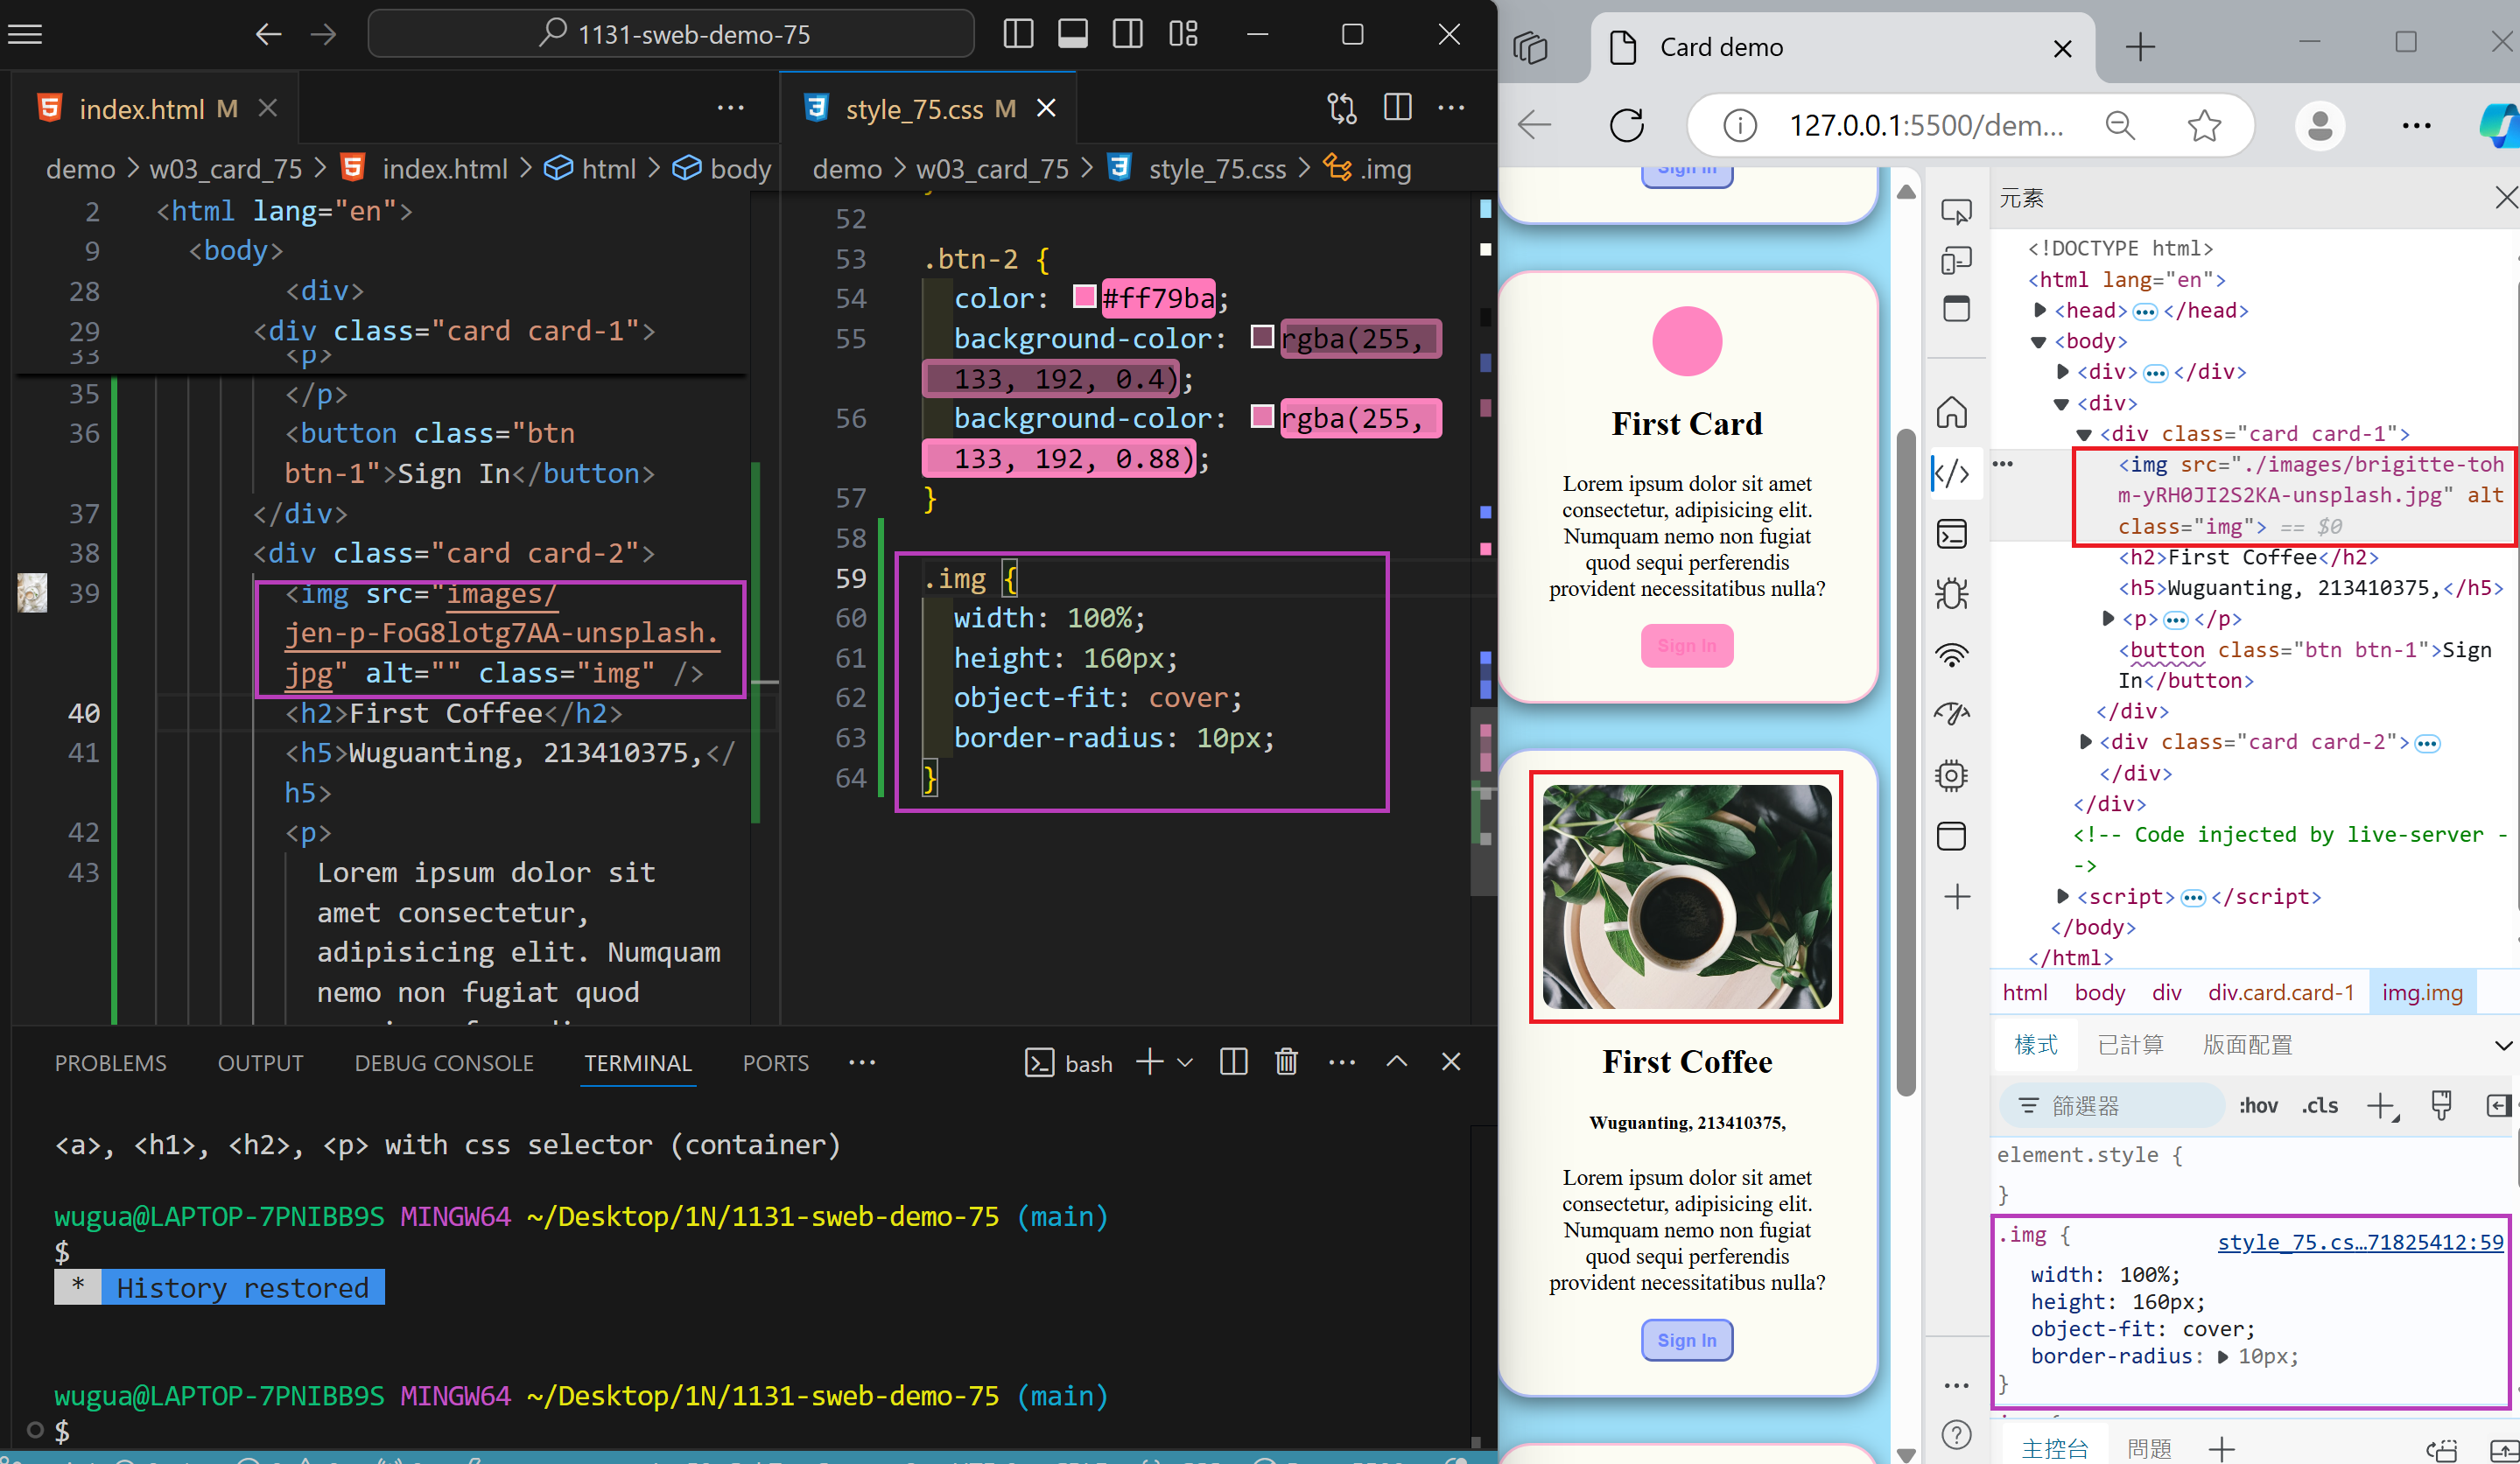 1131-sweb-demo-75
index.html M
style_75.css M
demo > w03_card_75 > index.html > html > body
demo > w03_card_75 > style_75.css > .img
2 <html lang="en">
9 <body>
28 <div>
29 <div class="card card-1">
33 <p>
35 </p>
36 <button class="btn
btn-1">Sign In</button>
37 </div>
38 <div class="card card-2">
39 <img src="images/
jen-p-FoG8lotg7AA-unsplash.
jpg" alt="" class="img" />
40 <h2>First Coffee</h2>
41 <h5>Wuguanting, 213410375,</
h5>
42 <p>
43 Lorem ipsum dolor sit
amet consectetur,
adipisicing elit. Numquam
nemo non fugiat quod
52
53 .btn-2 {
54 color: #ff79ba;
55 background-color: rgba(255,
133, 192, 0.4);
56 background-color: rgba(255,
133, 192, 0.88);
57 }
58
59 .img {
60 width: 100%;
61 height: 160px;
62 object-fit: cover;
63 border-radius: 10px;
64 }
PROBLEMS OUTPUT DEBUG CONSOLE TERMINAL PORTS
bash
<a>, <h1>, <h2>, <p> with css selector (container)
wugua@LAPTOP-7PNIBB9S MINGW64 ~/Desktop/1N/1131-sweb-demo-75 (main)
$
* History restored
wugua@LAPTOP-7PNIBB9S MINGW64 ~/Desktop/1N/1131-sweb-demo-75 (main)
$
Card demo
127.0.0.1:5500/dem...
Sign In
First Card
Lorem ipsum dolor sit amet
consectetur, adipisicing elit.
Numquam nemo non fugiat
quod sequi perferendis
provident necessitatibus nulla?
Sign In
First Coffee
Wuguanting, 213410375,
Lorem ipsum dolor sit amet
consectetur, adipisicing elit.
Numquam nemo non fugiat
quod sequi perferendis
provident necessitatibus nulla?
Sign In
元素
<!DOCTYPE html>
<html lang="en">
<head>…</head>
<body>
<div>…</div>
<div>
<div class="card card-1">
<img src="./images/brigitte-toh
m-yRH0JI2S2KA-unsplash.jpg" alt
class="img"> == $0
<h2>First Coffee</h2>
<h5>Wuguanting, 213410375,</h5>
<p>…</p>
<button class="btn btn-1">Sign
In</button>
</div>
<div class="card card-2">…
</div>
</div>
<!-- Code injected by live-server -
->
<script>…</script>
</body>
</html>
html body div div.card.card-1 img.img
樣式 已計算 版面配置
篩選器 :hov .cls
element.style {
}
.img { style_75.cs…71825412:59
width: 100%;
height: 160px;
object-fit: cover;
border-radius: 10px;
}
主控台 問題